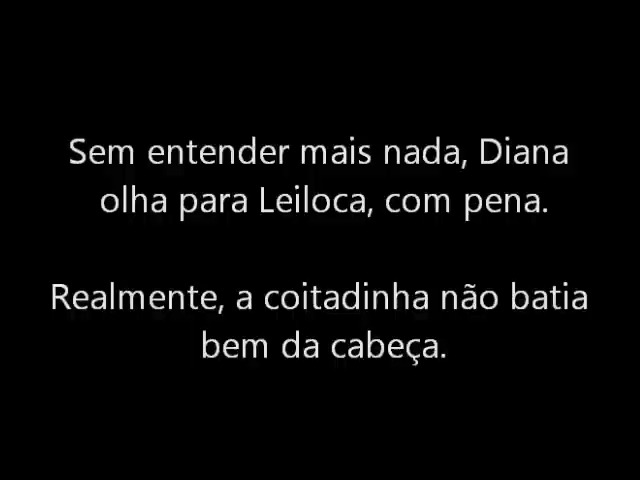 Sem entender mais nada, Diana
olha para Leiloca, com pena.
Realmente, a coitadinha não batia
bem da cabeça.